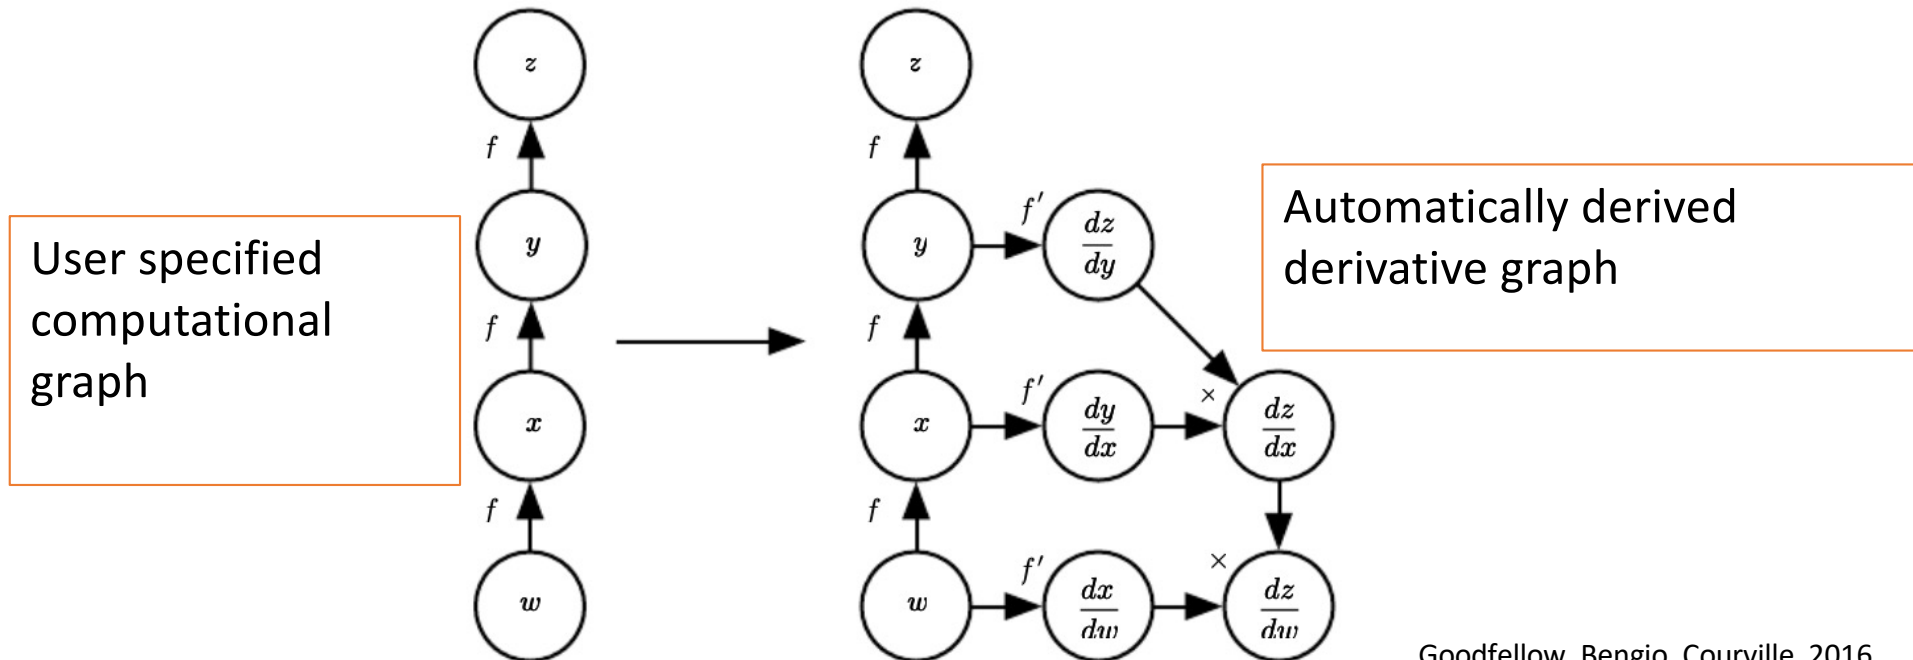 User specified
computational
graph
z
f
y
f
x
f
w
z
f
y
f′
dz
dy
f
x
f′
dy
dx
×
dz
dx
f
w
f′
dx
dw
×
dz
dw
Automatically derived
derivative graph
Goodfellow, Bengio, Courville, 2016